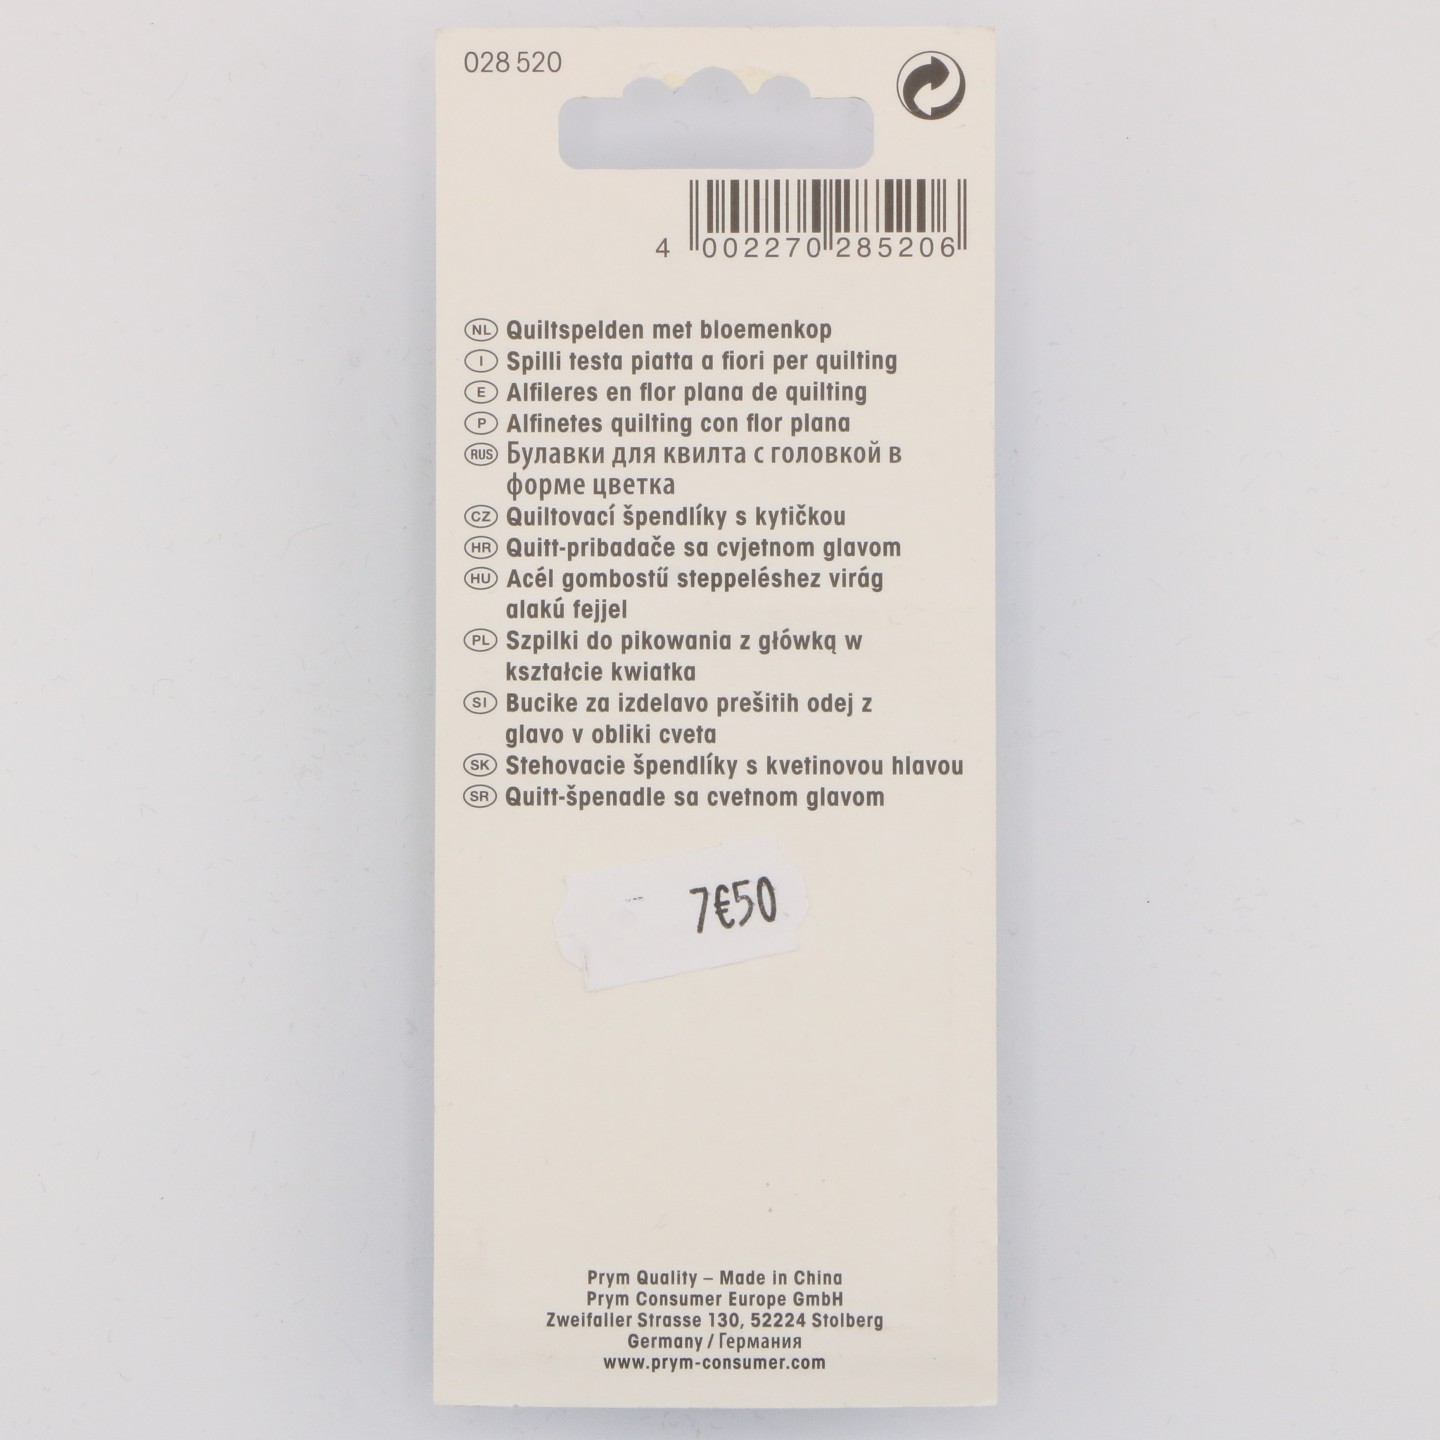 028 520
4 002270 285206
NL Quiltspelden met bloemenkop
I Spilli testa piatta a fiori per quilting
E Alfileres en flor plana de quilting
P Alfinetes quilting con flor plana
RUS Булавки для квилта с головкой в
форме цветка
CZ Quiltovací špendlíky s kytičkou
HR Quitt-pribadače sa cvjetnom glavom
HU Acél gombostű steppeléshez virág
alakú fejjel
PL Szpilki do pikowania z główką w
kształcie kwiatka
SI Bucike za izdelavo prešitih odej z
glavo v obliki cveta
SK Stehovacie špendlíky s kvetinovou hlavou
SR Quitt-špenadle sa cvetnom glavom
7€50
Prym Quality – Made in China
Prym Consumer Europe GmbH
Zweifaller Strasse 130, 52224 Stolberg
Germany / Германия
www.prym-consumer.com